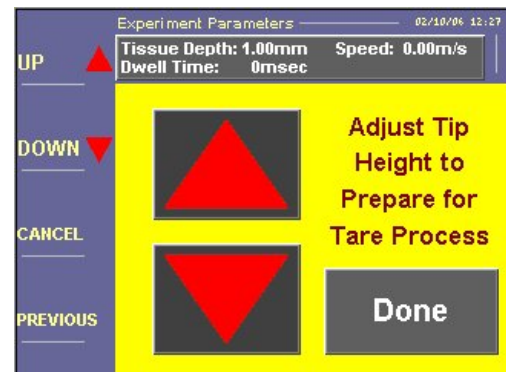 Experiment Parameters
02/10/06 12:27
Tissue Depth: 1.00mm Speed: 0.00m/s
Dwell Time: 0msec
UP
DOWN
CANCEL
PREVIOUS
Adjust Tip
Height to
Prepare for
Tare Process
Done